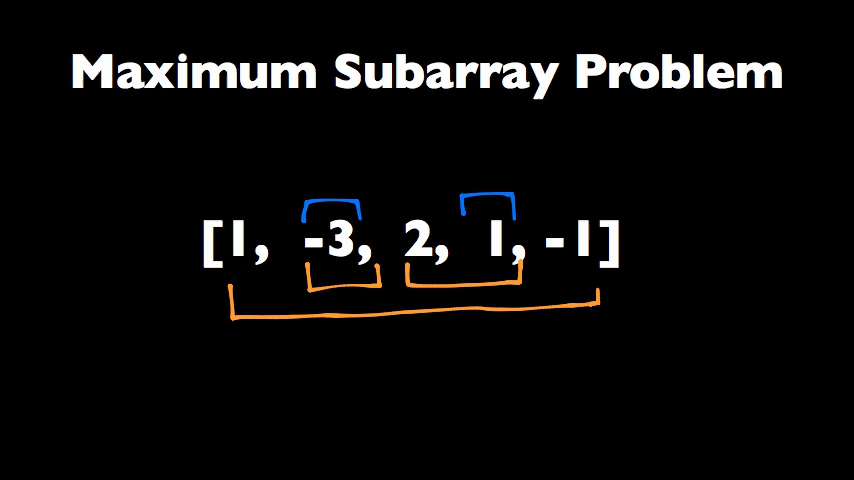 Maximum Subarray Problem
[1, -3, 2, 1, -1]